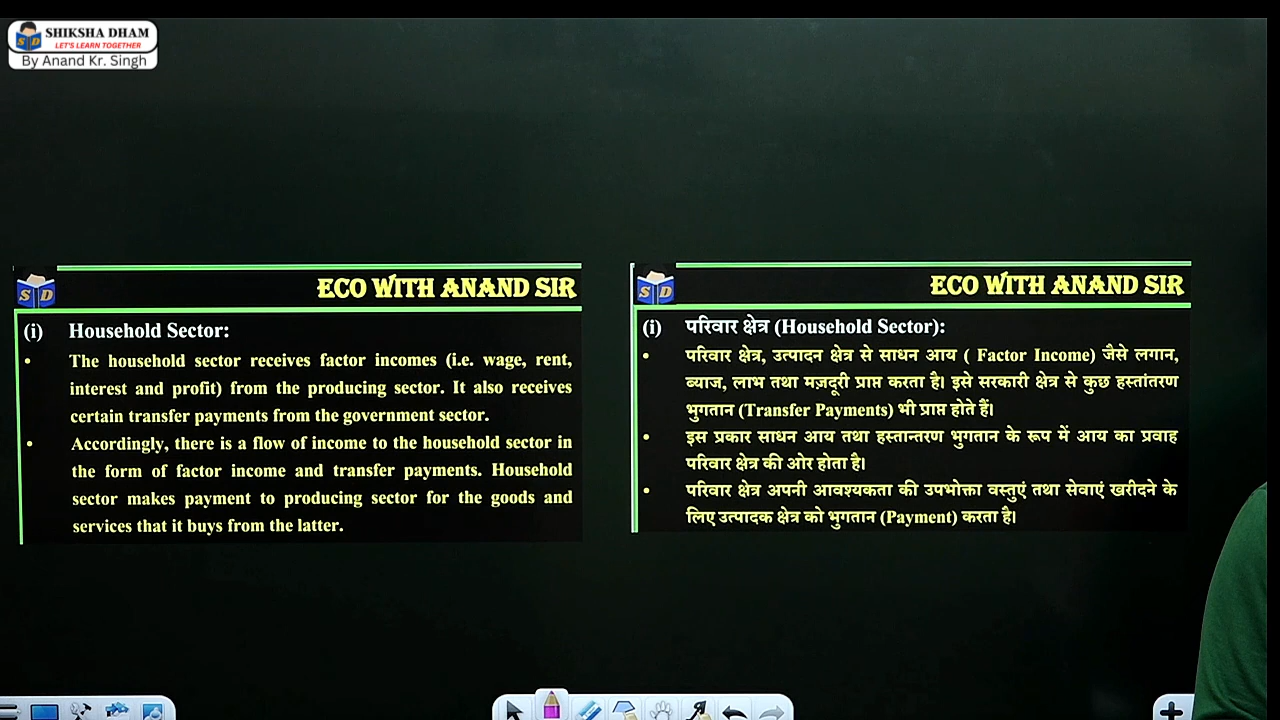 SHIKSHA DHAM
LET'S LEARN TOGETHER
By Anand Kr. Singh
S D
ECO WITH ANAND SIR
(i) Household Sector:
• The household sector receives factor incomes (i.e. wage, rent,
interest and profit) from the producing sector. It also receives
certain transfer payments from the government sector.
• Accordingly, there is a flow of income to the household sector in
the form of factor income and transfer payments. Household
sector makes payment to producing sector for the goods and
services that it buys from the latter.
S D
ECO WITH ANAND SIR
(i) परिवार क्षेत्र (Household Sector):
• परिवार क्षेत्र, उत्पादन क्षेत्र से साधन आय ( Factor Income) जैसे लगान,
ब्याज, लाभ तथा मज़दूरी प्राप्त करता है। इसे सरकारी क्षेत्र से कुछ हस्तांतरण
भुगतान (Transfer Payments) भी प्राप्त होते हैं।
• इस प्रकार साधन आय तथा हस्तान्तरण भुगतान के रूप में आय का प्रवाह
परिवार क्षेत्र की ओर होता है।
• परिवार क्षेत्र अपनी आवश्यकता की उपभोक्ता वस्तुएं तथा सेवाएं खरीदने के
लिए उत्पादक क्षेत्र को भुगतान (Payment) करता है।